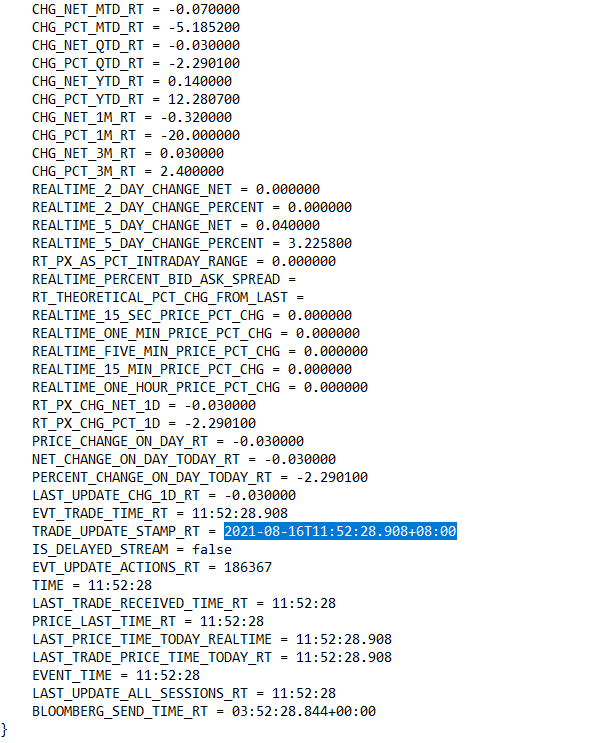 CHG_NET_MTD_RT = -0.070000
CHG_PCT_MTD_RT = -5.185200
CHG_NET_QTD_RT = -0.030000
CHG_PCT_QTD_RT = -2.290100
CHG_NET_YTD_RT = 0.140000
CHG_PCT_YTD_RT = 12.280700
CHG_NET_1M_RT = -0.320000
CHG_PCT_1M_RT = -20.000000
CHG_NET_3M_RT = 0.030000
CHG_PCT_3M_RT = 2.400000
REALTIME_2_DAY_CHANGE_NET = 0.000000
REALTIME_2_DAY_CHANGE_PERCENT = 0.000000
REALTIME_5_DAY_CHANGE_NET = 0.040000
REALTIME_5_DAY_CHANGE_PERCENT = 3.225800
RT_PX_AS_PCT_INTRADAY_RANGE = 0.000000
REALTIME_PERCENT_BID_ASK_SPREAD =
RT_THEORETICAL_PCT_CHG_FROM_LAST =
REALTIME_15_SEC_PRICE_PCT_CHG = 0.000000
REALTIME_ONE_MIN_PRICE_PCT_CHG = 0.000000
REALTIME_FIVE_MIN_PRICE_PCT_CHG = 0.000000
REALTIME_15_MIN_PRICE_PCT_CHG = 0.000000
REALTIME_ONE_HOUR_PRICE_PCT_CHG = 0.000000
RT_PX_CHG_NET_1D = -0.030000
RT_PX_CHG_PCT_1D = -2.290100
PRICE_CHANGE_ON_DAY_RT = -0.030000
NET_CHANGE_ON_DAY_TODAY_RT = -0.030000
PERCENT_CHANGE_ON_DAY_TODAY_RT = -2.290100
LAST_UPDATE_CHG_1D_RT = -0.030000
EVT_TRADE_TIME_RT = 11:52:28.908
TRADE_UPDATE_STAMP_RT = 2021-08-16T11:52:28.908+08:00
IS_DELAYED_STREAM = false
EVT_UPDATE_ACTIONS_RT = 186367
TIME = 11:52:28
LAST_TRADE_RECEIVED_TIME_RT = 11:52:28
PRICE_LAST_TIME_RT = 11:52:28
LAST_PRICE_TIME_TODAY_REALTIME = 11:52:28.908
LAST_TRADE_PRICE_TIME_TODAY_RT = 11:52:28.908
EVENT_TIME = 11:52:28
LAST_UPDATE_ALL_SESSIONS_RT = 11:52:28
BLOOMBERG_SEND_TIME_RT = 03:52:28.844+00:00
}